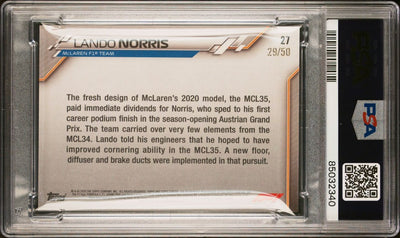 LANDO NORRIS
McLAREN F1® TEAM
27
29/50
The fresh design of McLaren's 2020 model, the MCL35,
paid immediate dividends for Norris, who sped to his first
career podium finish in the season-opening Austrian Grand
Prix. The team carried over very few elements from the
MCL34. Lando told his engineers that he hoped to have
improved cornering ability in the MCL35. A new floor,
diffuser and brake ducts were implemented in that pursuit.
topps
PSA
85032340